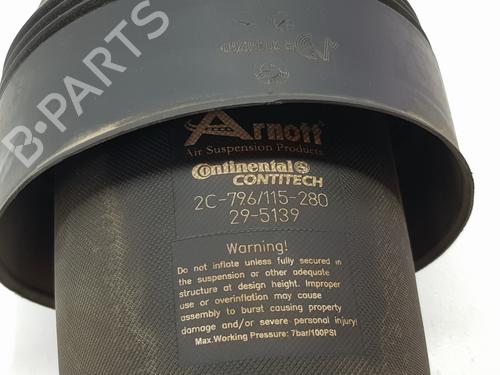 B-PARTS
Arnott
Air Suspension Products
Continental
CONTITECH
2C-796/115-280
29-5139
Warning!
Do not inflate unless fully secured in
the suspension or other adequate
structure at design height. Improper
use or overinflation may cause
assembly to burst causing property
damage and/or severe personal injury!
Max.Working Pressure: 7bar/100PSI